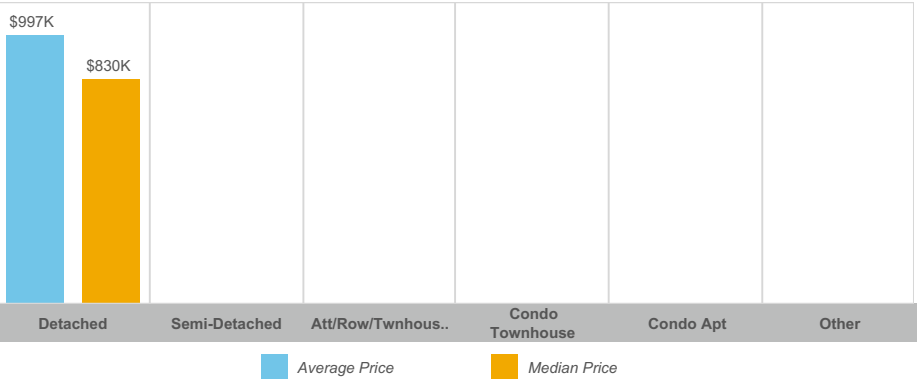 $997K
$830K
Detached
Semi-Detached
Att/Row/Twnhous..
Condo
Townhouse
Condo Apt
Other
Average Price
Median Price